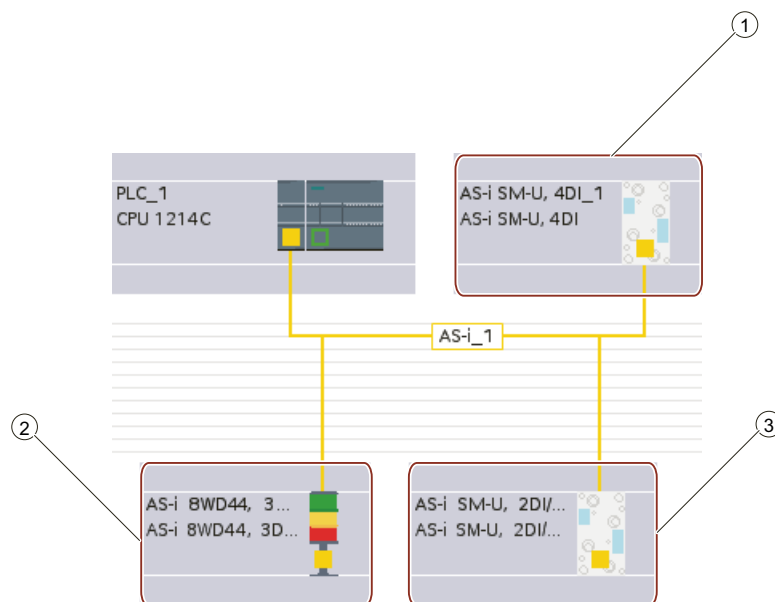 1
PLC_1
CPU 1214C
AS-i SM-U, 4DI_1
AS-i SM-U, 4DI
AS-i_1
2
3
AS-i 8WD44, 3...
AS-i 8WD44, 3D...
AS-i SM-U, 2DI/...
AS-i SM-U, 2DI/...